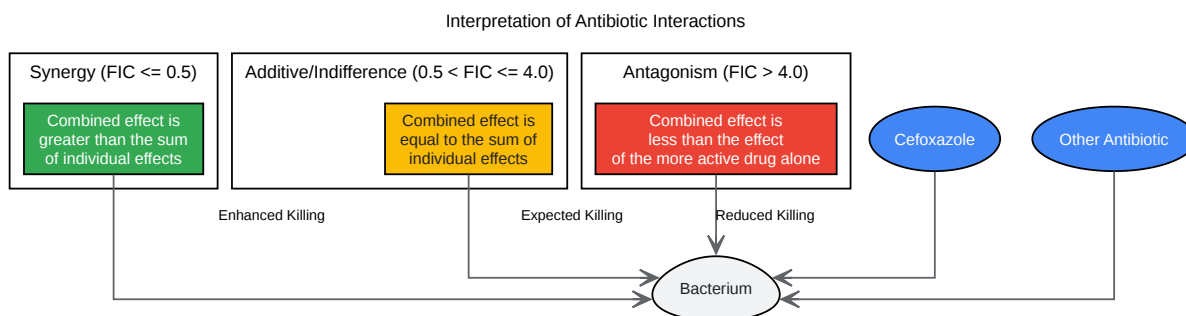 Interpretation of Antibiotic Interactions
Synergy (FIC <= 0.5)
Combined effect is
greater than the sum
of individual effects
Additive/Indifference (0.5 < FIC <= 4.0)
Combined effect is
equal to the sum of
individual effects
Antagonism (FIC > 4.0)
Combined effect is
less than the effect
of the more active drug alone
Cefoxazole
Other Antibiotic
Enhanced Killing
Expected Killing
Reduced Killing
Bacterium